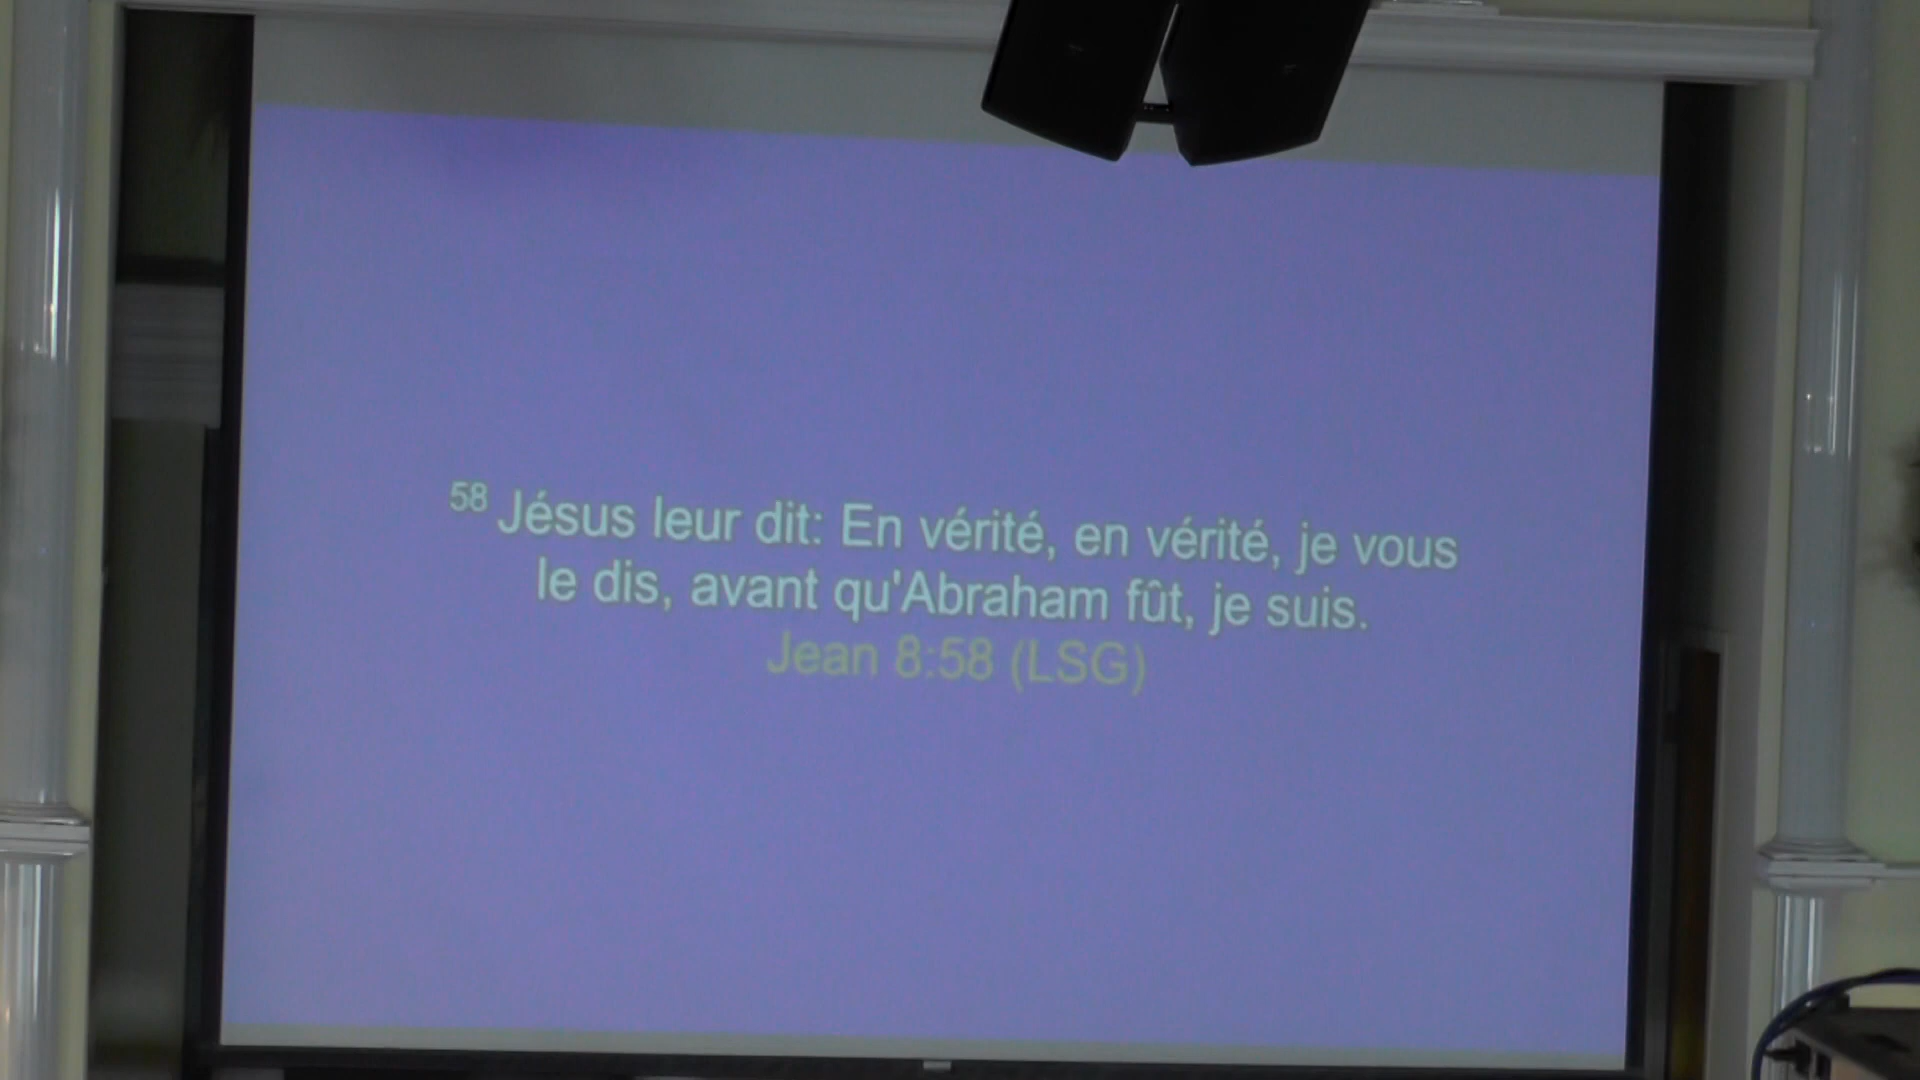 58 Jésus leur dit: En vérité, en vérité, je vous
le dis, avant qu'Abraham fût, je suis.
Jean 8:58 (LSG)